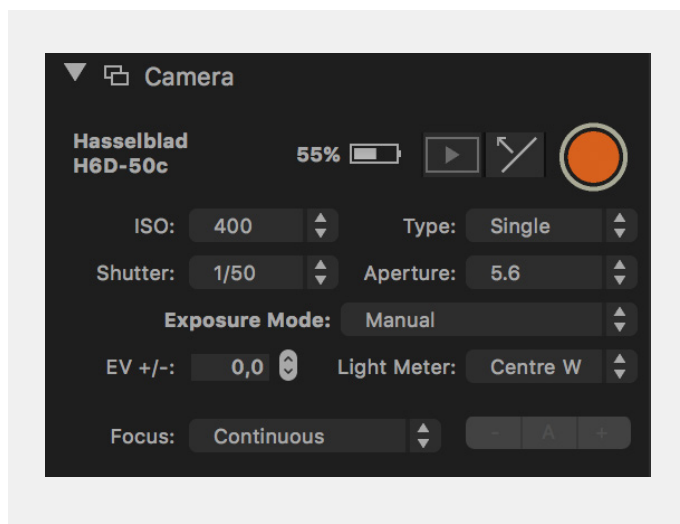 Camera
Hasselblad
H6D-50c
55%
ISO: 400 Type: Single
Shutter: 1/50 Aperture: 5.6
Exposure Mode: Manual
EV +/-: 0,0 Light Meter: Centre W
Focus: Continuous - A +